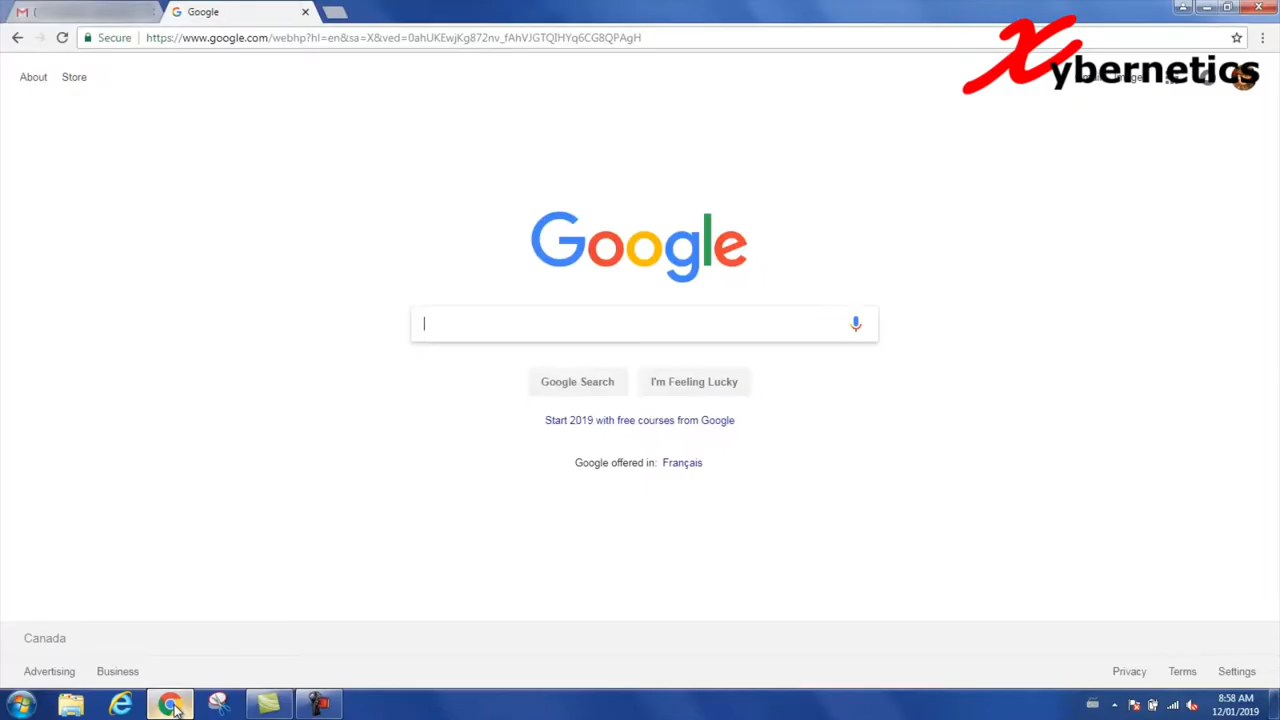 Google
Secure
https://www.google.com/webhp?hl=en&sa=X&ved=0ahUKEwjKg872nv_fAhVJGTQIHYq6CG8QPAgH
About
Store
Xybernetics
Google
Google Search
I'm Feeling Lucky
Start 2019 with free courses from Google
Google offered in: Français
Canada
Advertising
Business
Privacy
Terms
Settings
8:58 AM
12/01/2019